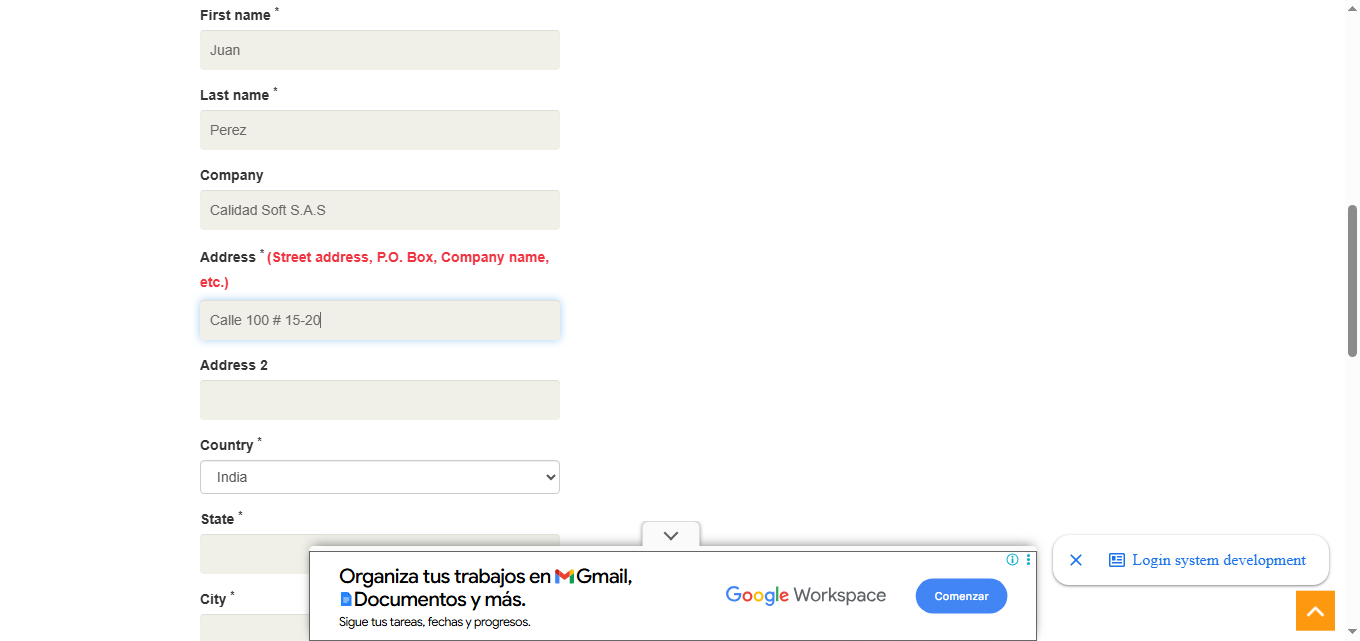 First name *
Juan
Last name *
Perez
Company
Calidad Soft S.A.S
Address * (Street address, P.O. Box, Company name,
etc.)
Calle 100 # 15-20
Address 2
Country *
India
State *
City *
Organiza tus trabajos en Gmail,
Documentos y más.
Sigue tus tareas, fechas y progresos.
Google Workspace
Comenzar
Login system development